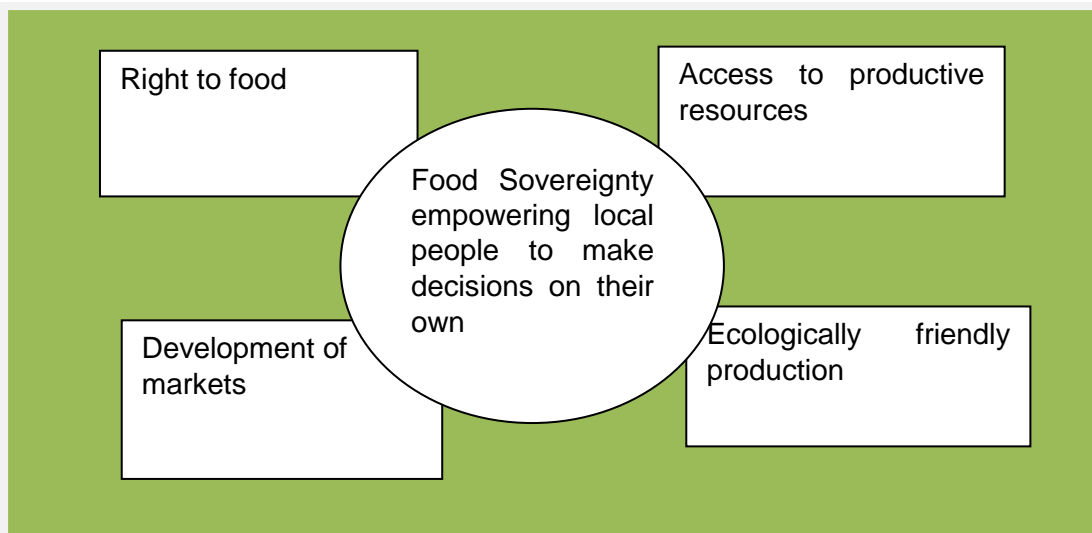 Right to food
Access to productive
resources
Food Sovereignty
empowering local
people to make
decisions on their
own
Development of
markets
Ecologically friendly
production